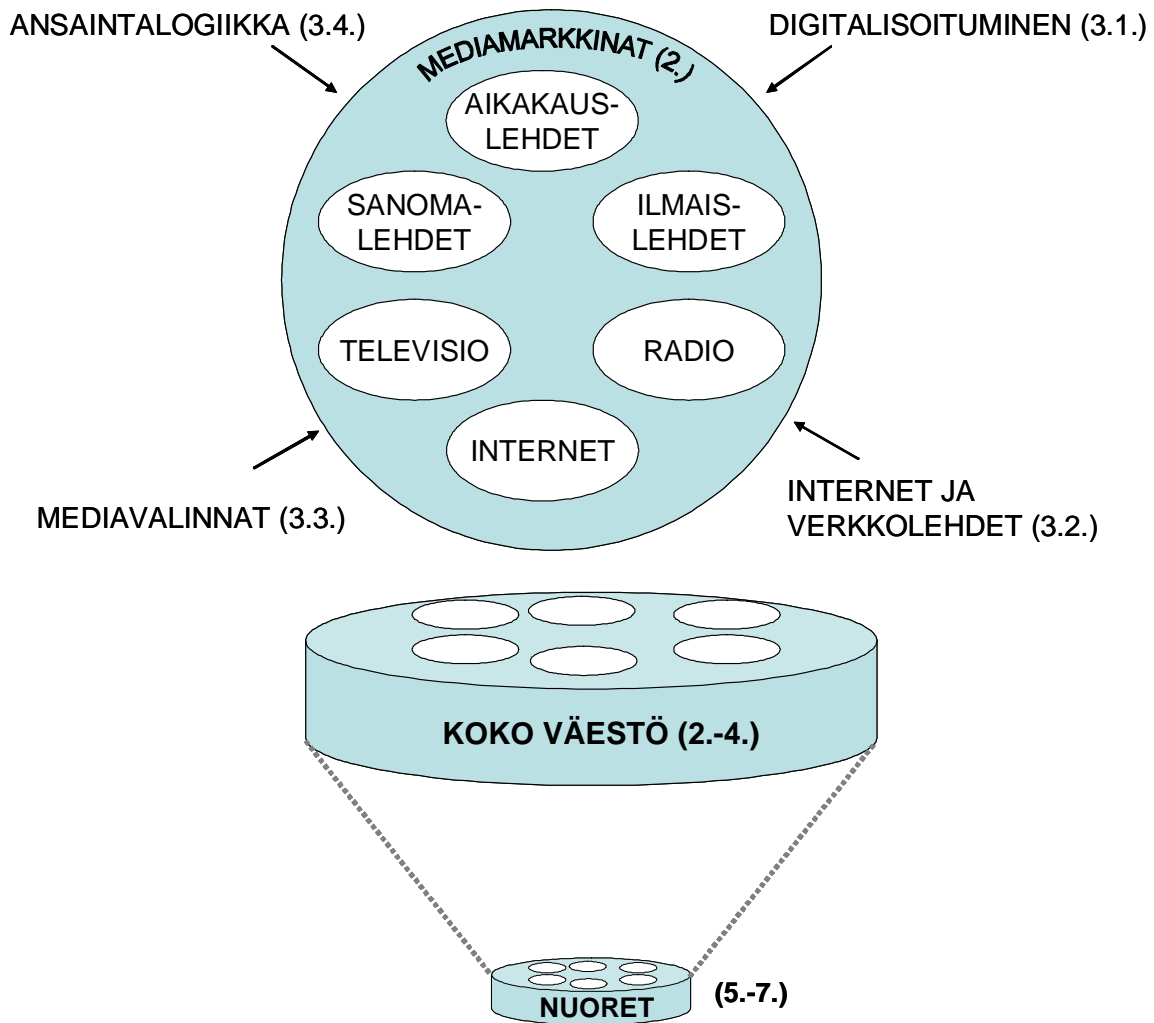 ANSAINTALOGIIKKA (3.4.)
DIGITALISOITUMINEN (3.1.)
MEDIAMARKKINAT (2.)
AIKAKAUS-
LEHDET
SANOMA-
LEHDET
ILMAIS-
LEHDET
TELEVISIO
RADIO
INTERNET
MEDIAVALINNAT (3.3.)
INTERNET JA
VERKKOLEHDET (3.2.)
KOKO VÄESTÖ (2.-4.)
NUORET
(5.-7.)